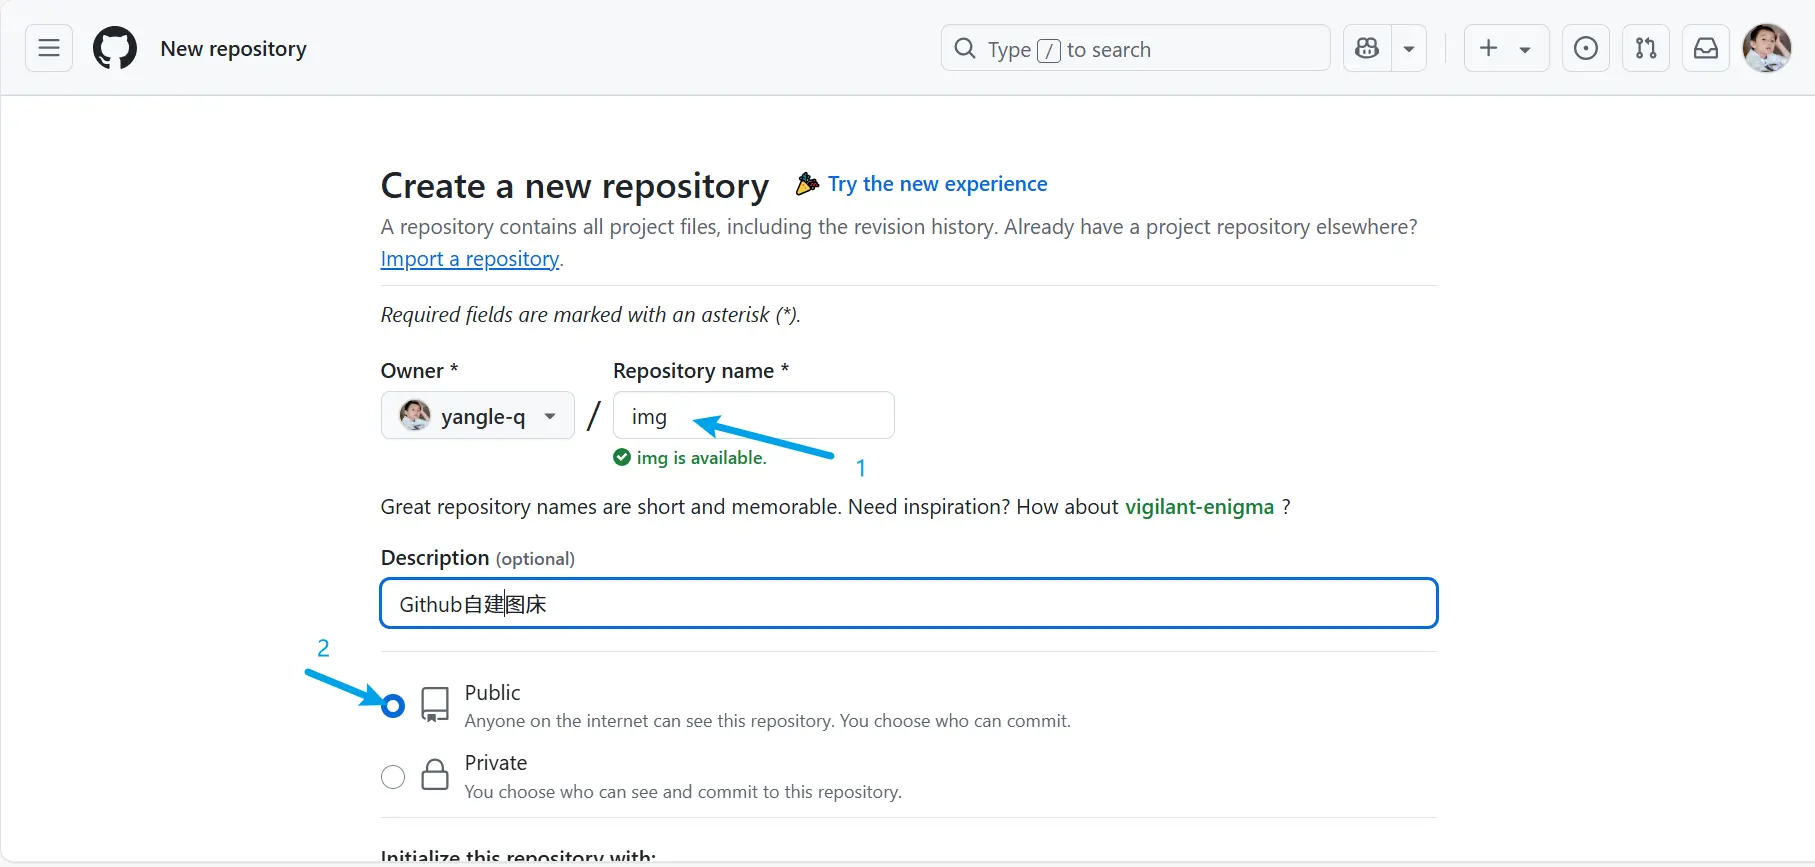 New repository
Type / to search
Create a new repository
Try the new experience
A repository contains all project files, including the revision history. Already have a project repository elsewhere?
Import a repository.
Required fields are marked with an asterisk (*).
Owner *
Repository name *
yangle-q
/
img
img is available.
1
Great repository names are short and memorable. Need inspiration? How about vigilant-enigma ?
Description (optional)
Github自建图床
2
Public
Anyone on the internet can see this repository. You choose who can commit.
Private
You choose who can see and commit to this repository.
Initialize this repository with: